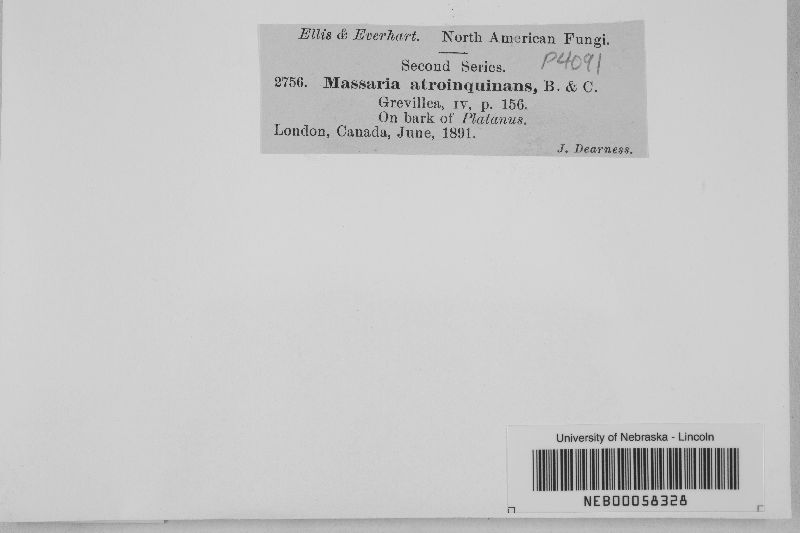 Ellis & Everhart. North American Fungi.
Second Series.
P4091
2756. Massaria atroinquinans, B. & C.
Grevillea, IV, p. 156.
On bark of Platanus.
London, Canada, June, 1891.
J. Dearness.
University of Nebraska - Lincoln
NEB00058328